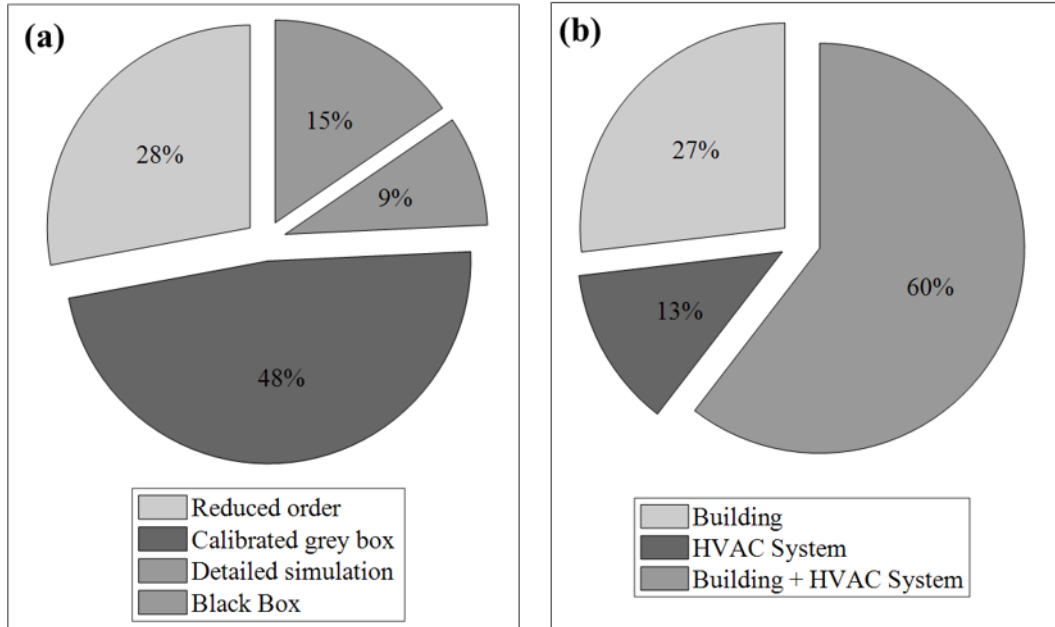 (a)
15%
28%
9%
48%
Reduced order
Calibrated grey box
Detailed simulation
Black Box
(b)
27%
60%
13%
Building
HVAC System
Building + HVAC System